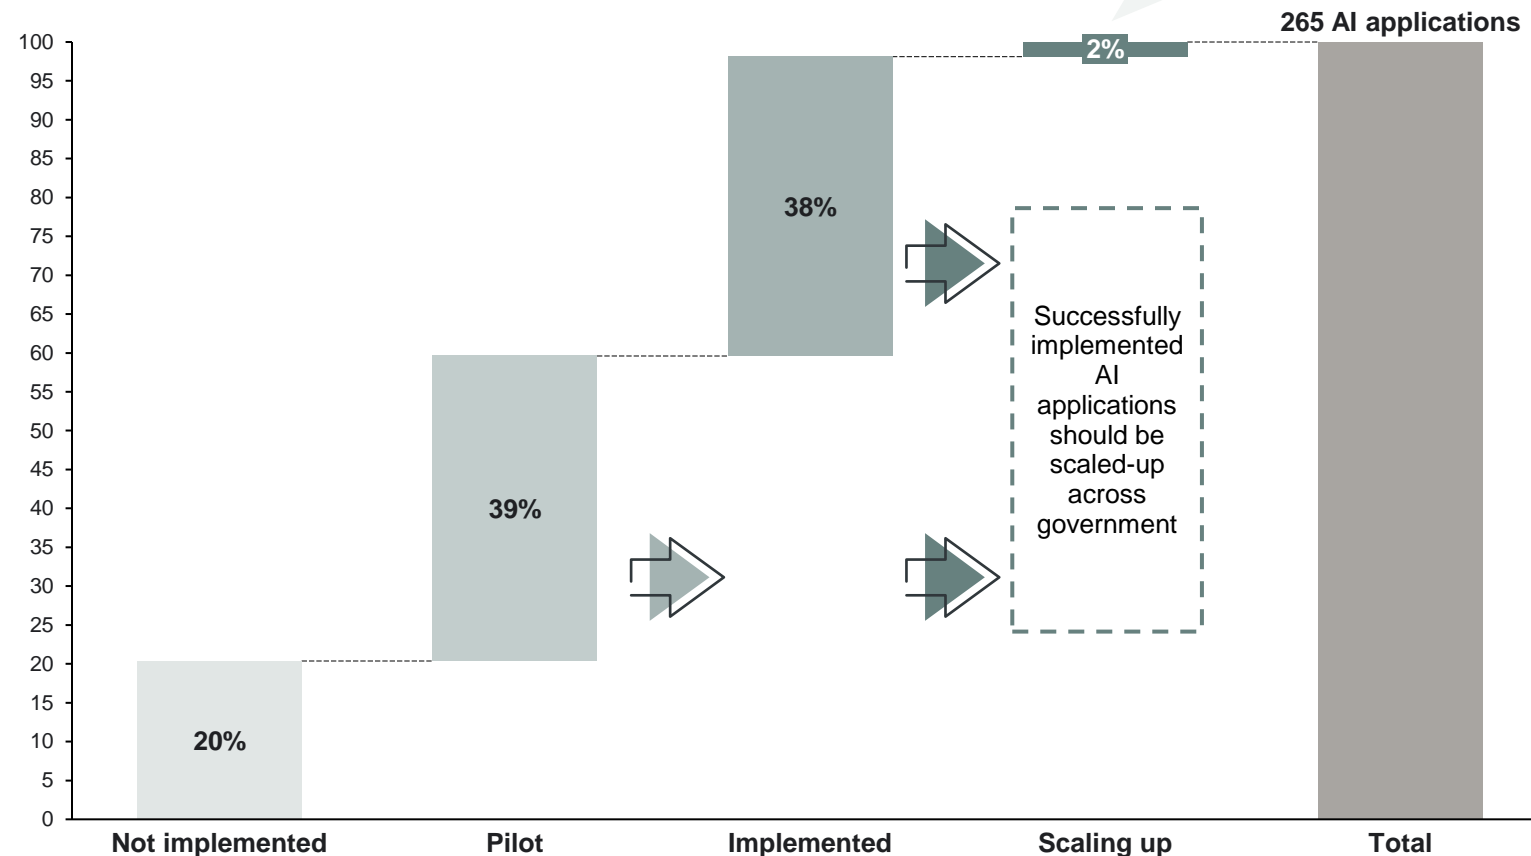 265 AI applications
100
95
90
85
80
75
70
65
60
55
50
45
40
35
30
25
20
15
10
5
0
20%
39%
38%
2%
Successfully
implemented
AI
applications
should be
scaled-up
across
government
Not implemented
Pilot
Implemented
Scaling up
Total